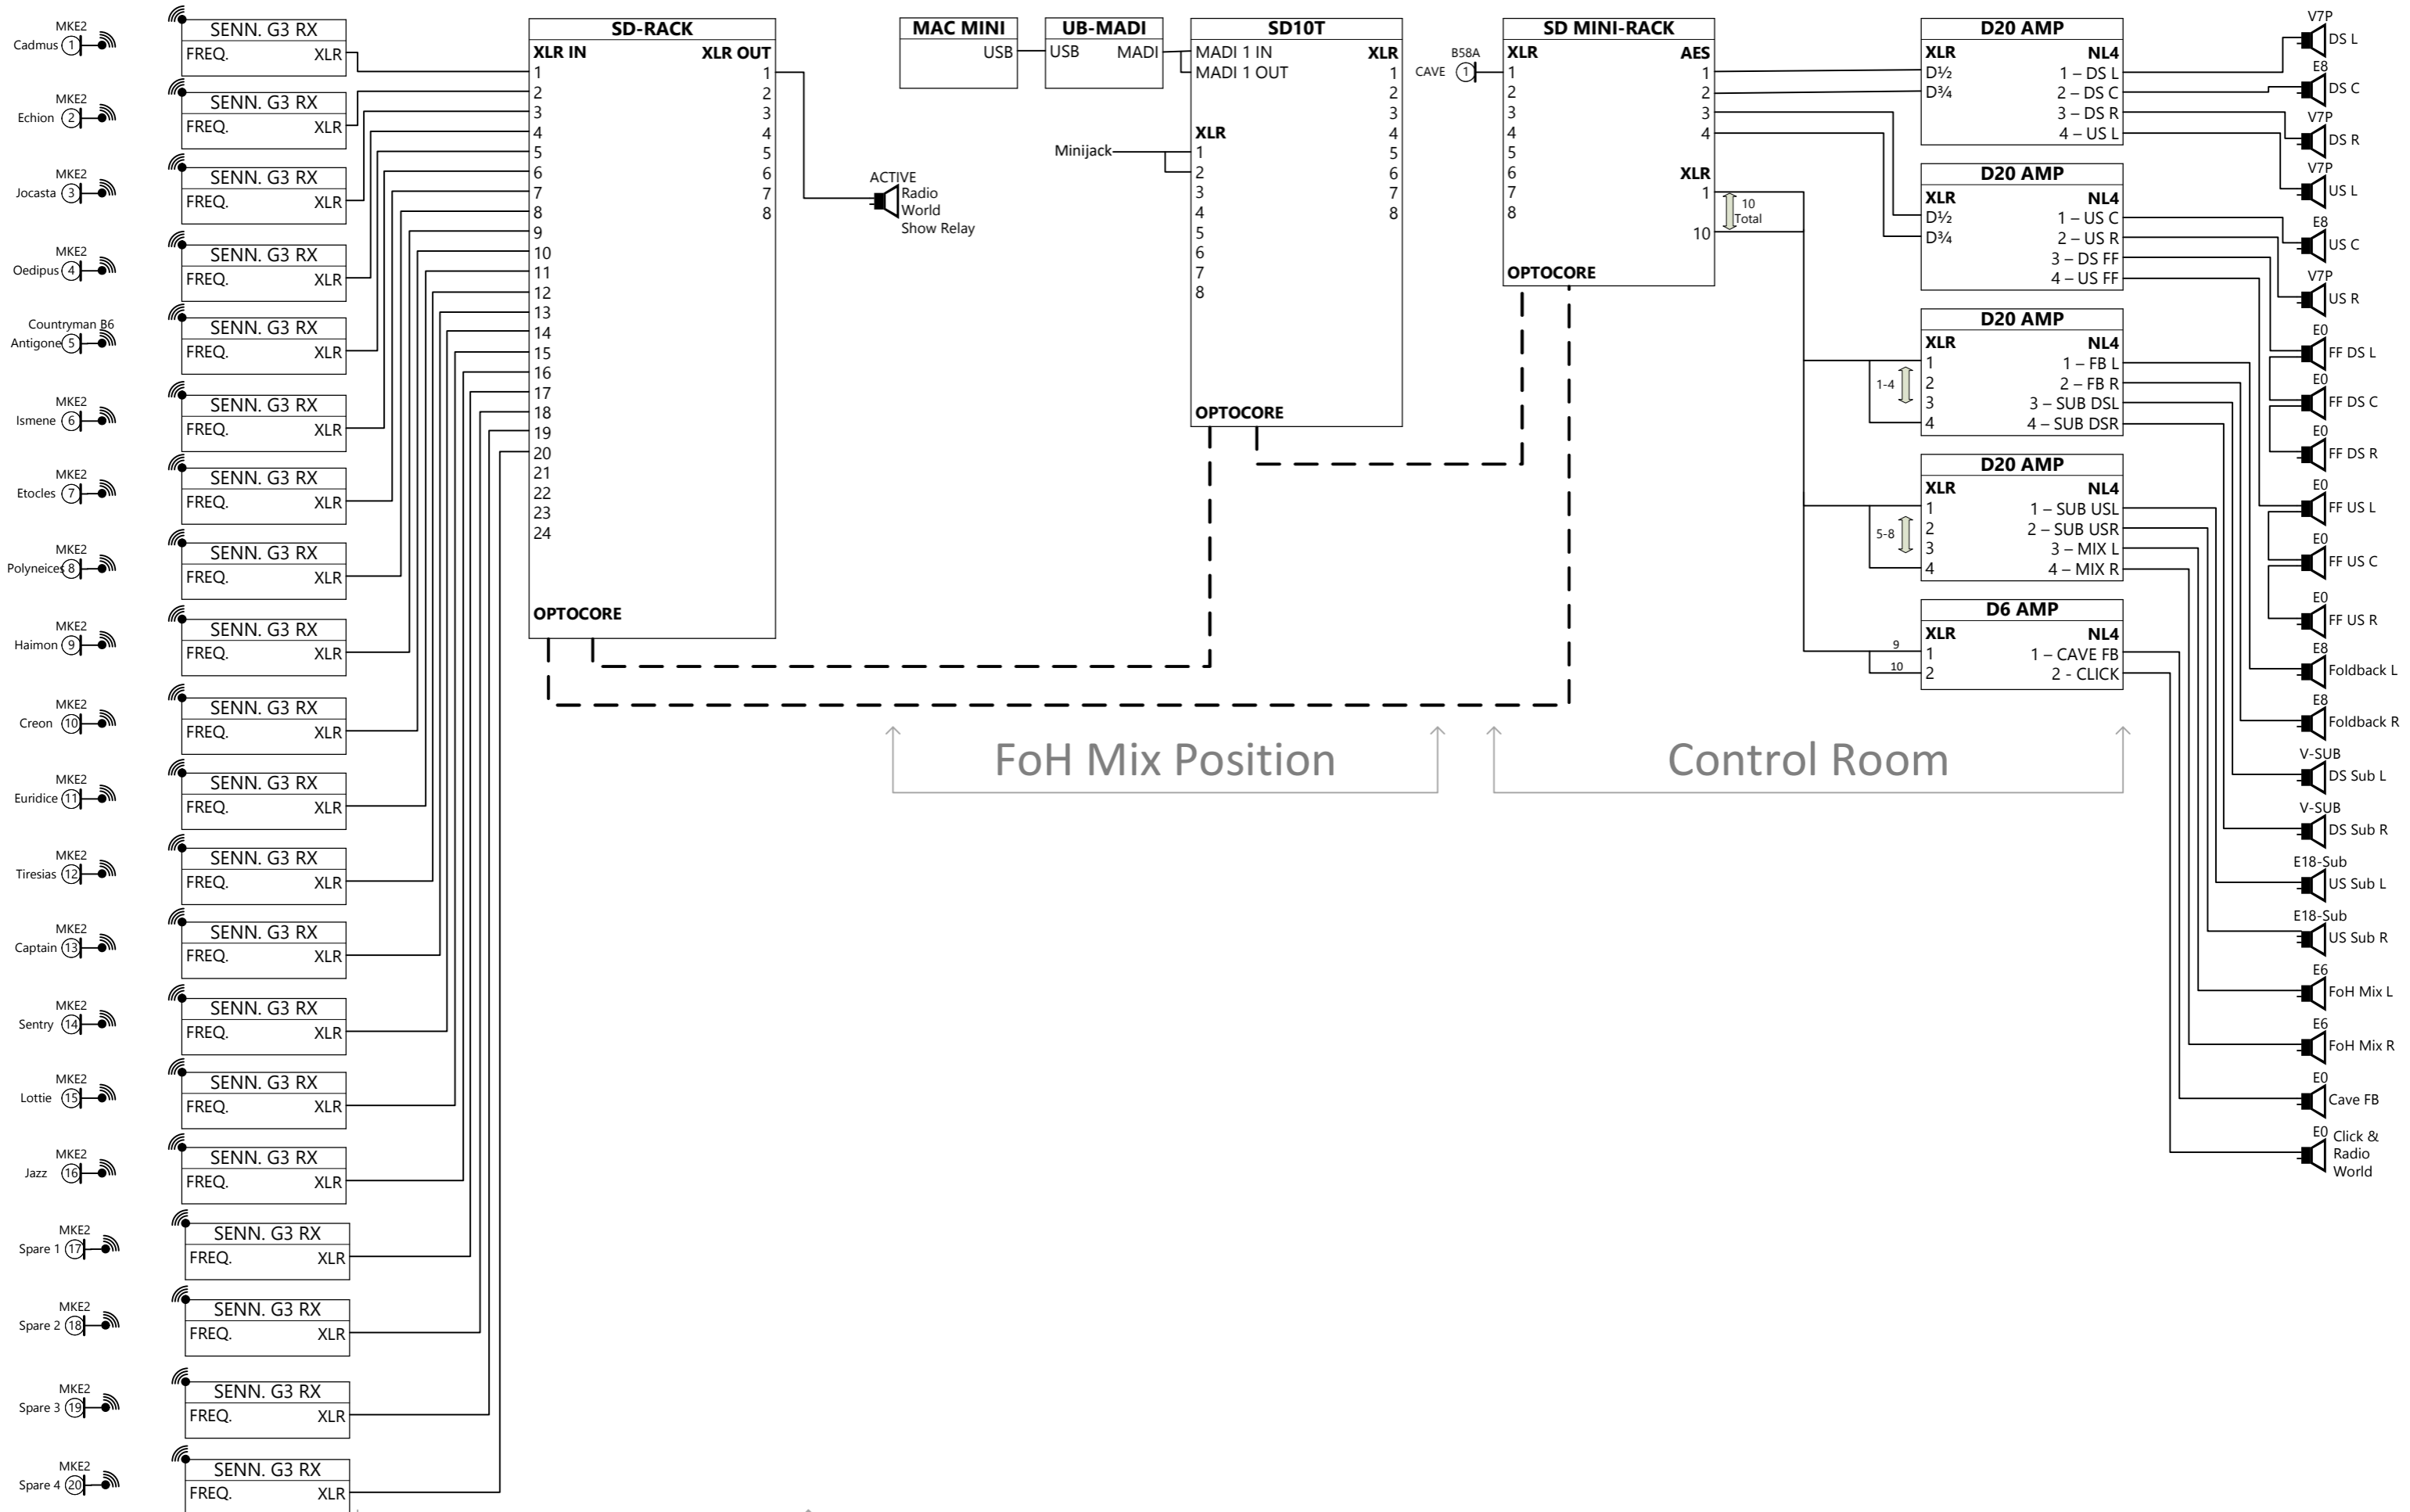 MKE2
Cadmus 1
SENN. G3 RX
FREQ. XLR
MKE2
Echion 2
SENN. G3 RX
FREQ. XLR
MKE2
Jocasta 3
SENN. G3 RX
FREQ. XLR
MKE2
Oedipus 4
SENN. G3 RX
FREQ. XLR
Countryman B6
Antigone 5
SENN. G3 RX
FREQ. XLR
MKE2
Ismene 6
SENN. G3 RX
FREQ. XLR
MKE2
Etocles 7
SENN. G3 RX
FREQ. XLR
MKE2
Polyneices 8
SENN. G3 RX
FREQ. XLR
MKE2
Haimon 9
SENN. G3 RX
FREQ. XLR
MKE2
Creon 10
SENN. G3 RX
FREQ. XLR
MKE2
Euridice 11
SENN. G3 RX
FREQ. XLR
MKE2
Tiresias 12
SENN. G3 RX
FREQ. XLR
MKE2
Captain 13
SENN. G3 RX
FREQ. XLR
MKE2
Sentry 14
SENN. G3 RX
FREQ. XLR
MKE2
Lottie 15
SENN. G3 RX
FREQ. XLR
MKE2
Jazz 16
SENN. G3 RX
FREQ. XLR
MKE2
Spare 1 17
SENN. G3 RX
FREQ. XLR
MKE2
Spare 2 18
SENN. G3 RX
FREQ. XLR
MKE2
Spare 3 19
SENN. G3 RX
FREQ. XLR
MKE2
Spare 4 20
SENN. G3 RX
FREQ. XLR
SD-RACK
XLR IN XLR OUT
1 1
2 2
3 3
4 4
5 5
6 6
7 7
8 8
9
10
11
12
13
14
15
16
17
18
19
20
21
22
23
24
OPTOCORE
ACTIVE
Radio
World
Show Relay
MAC MINI
USB
UB-MADI
USB MADI
SD10T
MADI 1 IN XLR
MADI 1 OUT 1
2
3
XLR 4
Minijack 1 5
2 6
3 7
4 8
5
6
7
8
OPTOCORE
B58A
CAVE 1
SD MINI-RACK
XLR AES
1 1
2 2
3 3
4 4
5
6 XLR
7 1
8
10
OPTOCORE
10
Total
FoH Mix Position
Control Room
D20 AMP
XLR NL4
D½ 1 – DS L
D¾ 2 – DS C
3 – DS R
4 – US L
D20 AMP
XLR NL4
D½ 1 – US C
D¾ 2 – US R
3 – DS FF
4 – US FF
D20 AMP
XLR NL4
1 1 – FB L
2 2 – FB R
3 3 – SUB DSL
4 4 – SUB DSR
1-4
D20 AMP
XLR NL4
1 1 – SUB USL
2 2 – SUB USR
3 3 – MIX L
4 4 – MIX R
5-8
D6 AMP
XLR NL4
9 1 1 – CAVE FB
10 2 2 - CLICK
V7P
DS L
E8
DS C
V7P
DS R
V7P
US L
E8
US C
V7P
US R
E0
FF DS L
E0
FF DS C
E0
FF DS R
E0
FF US L
E0
FF US C
E0
FF US R
E8
Foldback L
E8
Foldback R
V-SUB
DS Sub L
V-SUB
DS Sub R
E18-Sub
US Sub L
E18-Sub
US Sub R
E6
FoH Mix L
E6
FoH Mix R
E0
Cave FB
E0
Click &
Radio
World